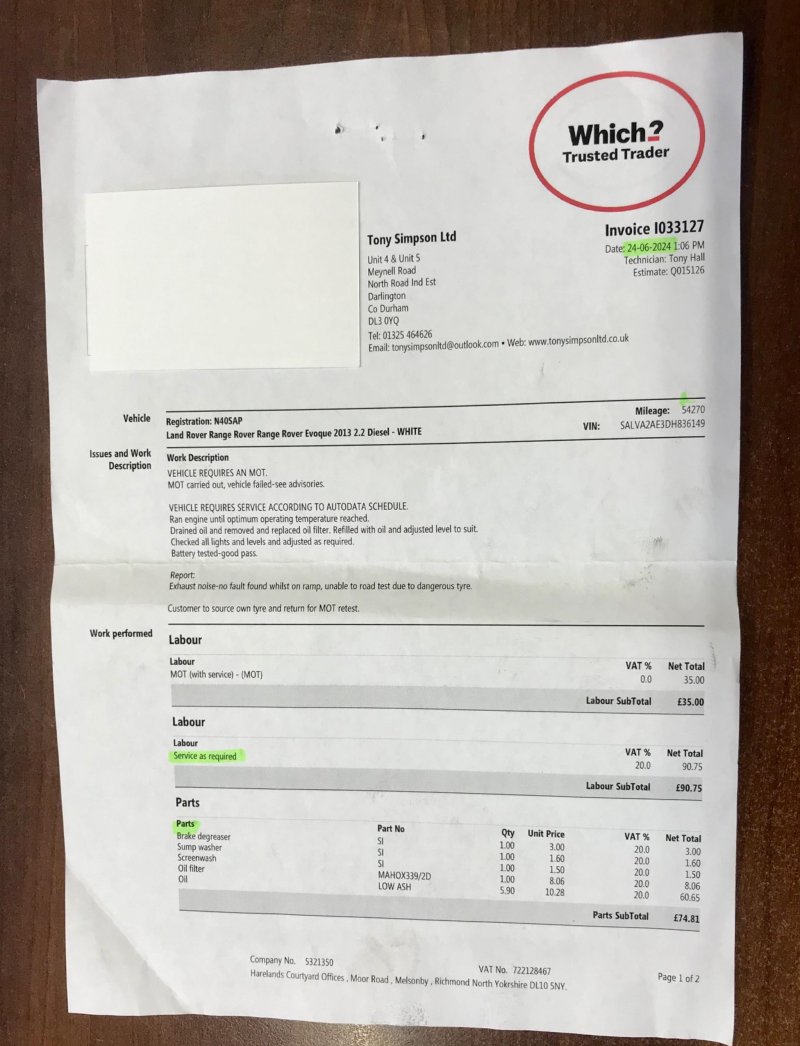 Which?
Trusted Trader
Tony Simpson Ltd
Unit 4 & Unit 5
Meynell Road
North Road Ind Est
Darlington
Co Durham
DL3 0YQ
Tel: 01325 464626
Email: tonysimpsonltd@outlook.com • Web: www.tonysimpsonltd.co.uk
Invoice I033127
Date: 24-06-2024 1:06 PM
Technician: Tony Hall
Estimate: Q015126
Vehicle
Registration: N40SAP
Land Rover Range Rover Range Rover Evoque 2013 2.2 Diesel - WHITE
Mileage: 54270
VIN: SALVA2AE3DH836149
Issues and Work
Description
Work Description
VEHICLE REQUIRES AN MOT.
MOT carried out, vehicle failed-see advisories.
VEHICLE REQUIRES SERVICE ACCORDING TO AUTODATA SCHEDULE.
Ran engine until optimum operating temperature reached.
Drained oil and removed and replaced oil filter. Refilled with oil and adjusted level to suit.
Checked all lights and levels and adjusted as required.
Battery tested-good pass.
Report:
Exhaust noise-no fault found whilst on ramp, unable to road test due to dangerous tyre.
Customer to source own tyre and return for MOT retest.
Work performed
Labour
Labour VAT % Net Total
MOT (with service) - (MOT) 0.0 35.00
Labour SubTotal £35.00
Labour
Labour VAT % Net Total
Service as required 20.0 90.75
Labour SubTotal £90.75
Parts
Parts Part No Qty Unit Price VAT % Net Total
Brake degreaser SI 1.00 3.00 20.0 3.00
Sump washer SI 1.00 1.60 20.0 1.60
Screenwash SI 1.00 1.50 20.0 1.50
Oil filter MAHOX339/2D 1.00 8.06 20.0 8.06
Oil LOW ASH 5.90 10.28 20.0 60.65
Parts SubTotal £74.81
Company No. 5321350 VAT No. 722128467
Harelands Courtyard Offices , Moor Road , Melsonby , Richmond North Yokrshire DL10 5NY.
Page 1 of 2